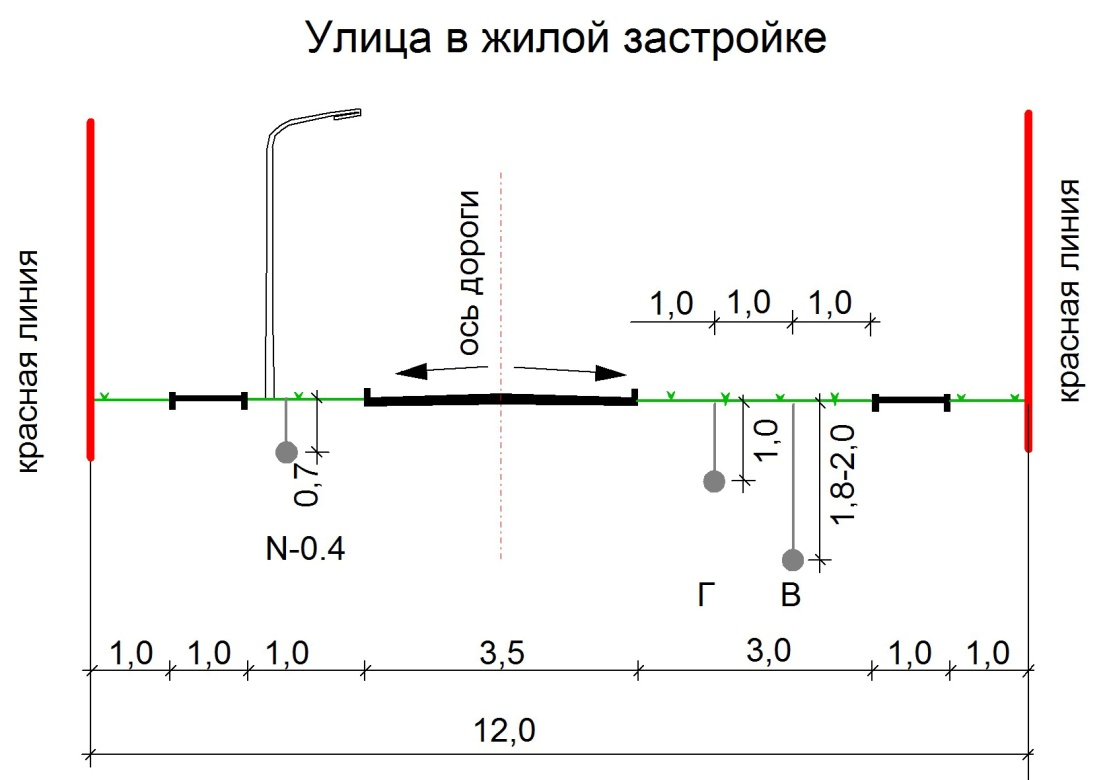 Улица в жилой застройке
красная линия
ось дороги
красная линия
1,0 1,0 1,0
0,7
1,0
1,8-2,0
N-0.4
Г В
1,0 1,0 1,0 3,5 3,0 1,0 1,0
12,0